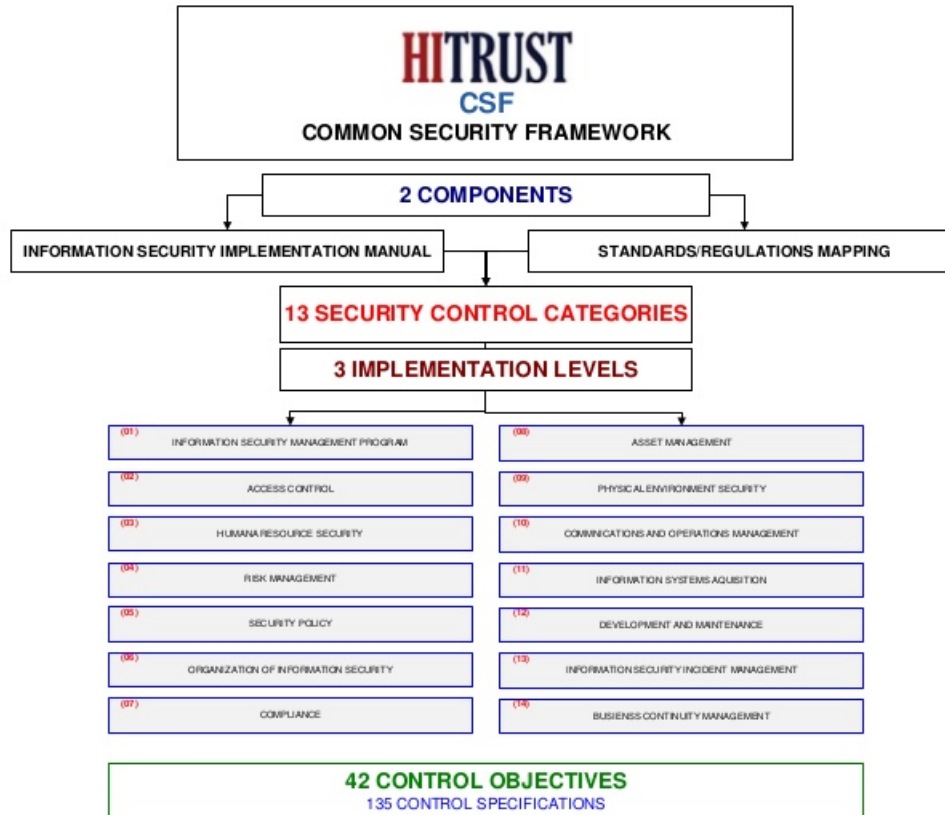 HITRUST
CSF
COMMON SECURITY FRAMEWORK
2 COMPONENTS
INFORMATION SECURITY IMPLEMENTATION MANUAL
STANDARDS/REGULATIONS MAPPING
13 SECURITY CONTROL CATEGORIES
3 IMPLEMENTATION LEVELS
(01) INFORMATION SECURITY MANAGEMENT PROGRAM
(02) ACCESS CONTROL
(03) HUMANA RESOURCE SECURITY
(04) RISK MANAGEMENT
(05) SECURITY POLICY
(06) ORGANIZATION OF INFORMATION SECURITY
(07) COMPLIANCE
(08) ASSET MANAGEMENT
(09) PHYSICAL ENVIRONMENT SECURITY
(10) COMMNICATIONS AND OPERATIONS MANAGEMENT
(11) INFORMATION SYSTEMS AQUISITION
(12) DEVELOPMENT AND MAINTENANCE
(13) INFORMATION SECURITY INCIDENT MANAGEMENT
(14) BUSIENSS CONTINUITY MANAGEMENT
42 CONTROL OBJECTIVES
135 CONTROL SPECIFICATIONS